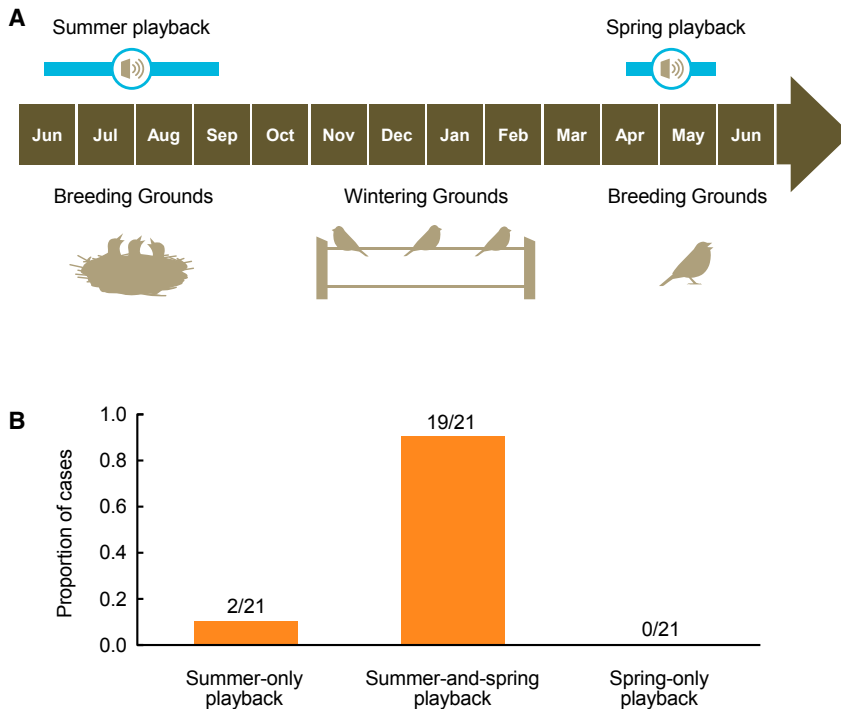 A
Summer playback
Spring playback
Jun Jul Aug Sep Oct Nov Dec Jan Feb Mar Apr May Jun
Breeding Grounds
Wintering Grounds
Breeding Grounds
B
Proportion of cases
1.0
0.8
0.6
0.4
0.2
0.0
2/21
19/21
0/21
Summer-only
playback
Summer-and-spring
playback
Spring-only
playback